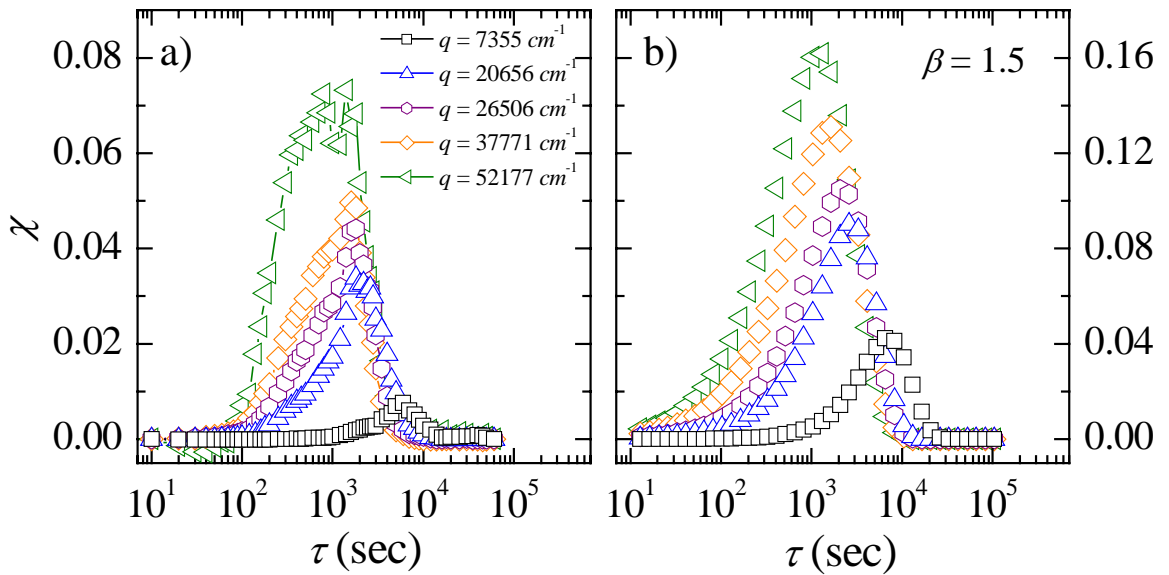 a)
q = 7355 cm⁻¹
q = 20656 cm⁻¹
q = 26506 cm⁻¹
q = 37771 cm⁻¹
q = 52177 cm⁻¹
b)
β = 1.5
0.08
0.06
0.04
0.02
0.00
χ
0.16
0.12
0.08
0.04
0.00
10¹ 10² 10³ 10⁴ 10⁵
10¹ 10² 10³ 10⁴ 10⁵
τ (sec)
τ (sec)